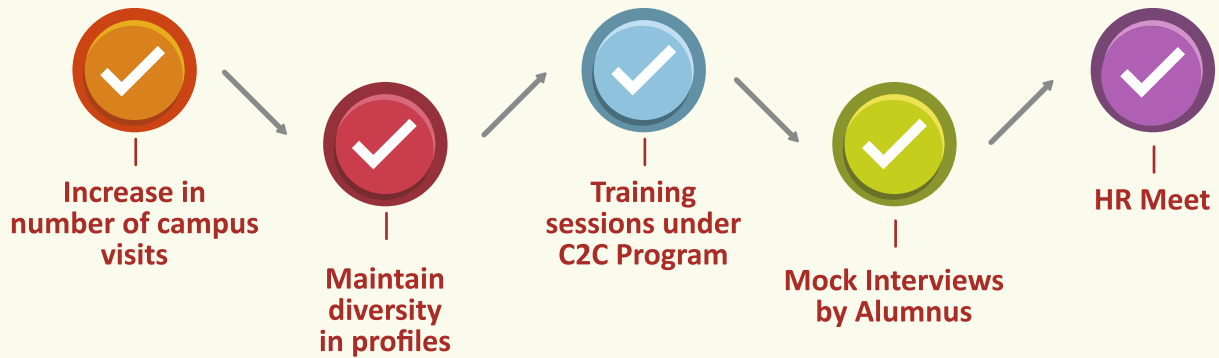 Increase in
number of campus
visits
Maintain
diversity
in profiles
Training
sessions under
C2C Program
Mock Interviews
by Alumnus
HR Meet